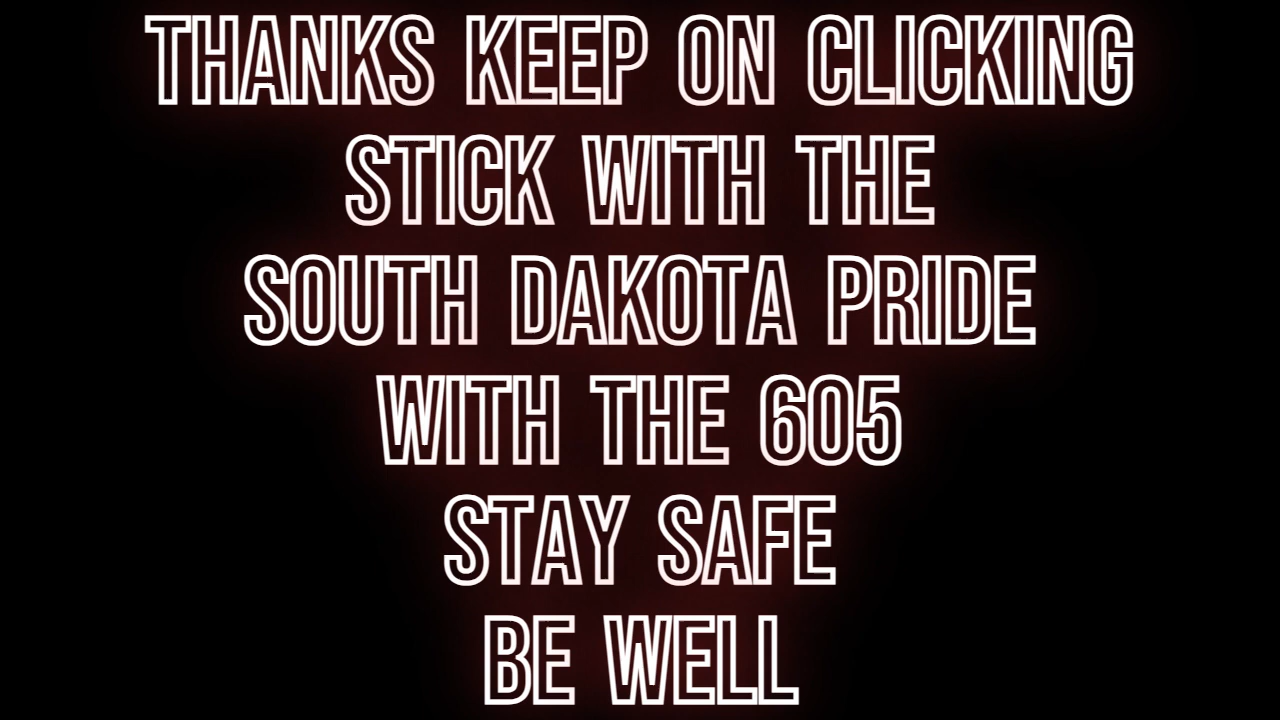 THANKS KEEP ON CLICKING
STICK WITH THE
SOUTH DAKOTA PRIDE
WITH THE 605
STAY SAFE
BE WELL